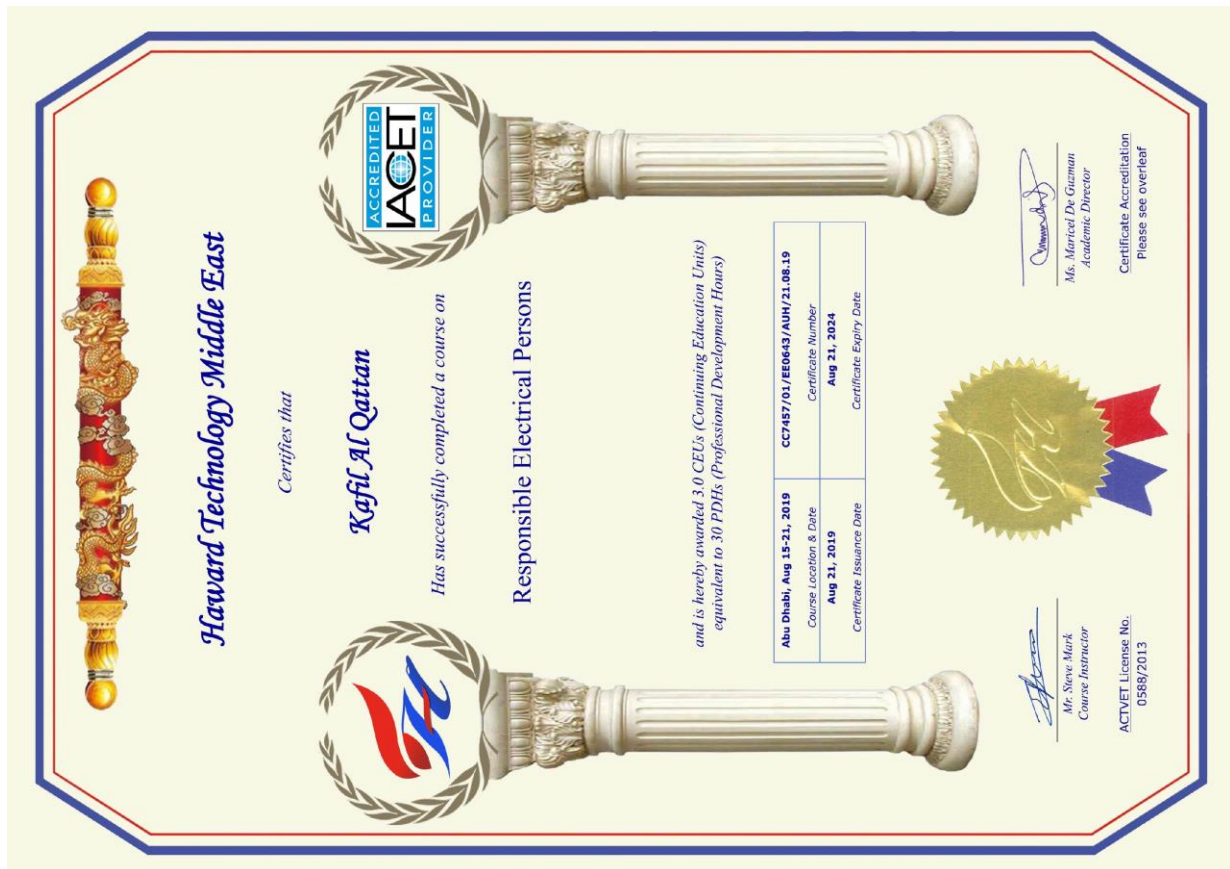 Haward Technology Middle East
Certifies that
Kafil Al Qattan
Has successfully completed a course on
Responsible Electrical Persons
ACCREDITED
IACET
PROVIDER
and is hereby awarded 3.0 CEUs (Continuing Education Units)
equivalent to 30 PDHs (Professional Development Hours)
Abu Dhabi, Aug 15-21, 2019
Course Location & Date
CC7457/01/EE0643/AUH/21.08.19
Certificate Number
Aug 21, 2019
Certificate Issuance Date
Aug 21, 2024
Certificate Expiry Date
Mr. Steve Mark
Course Instructor
ACTVET License No.
0588/2013
Ms. Maricel De Guzman
Academic Director
Certificate Accreditation
Please see overleaf